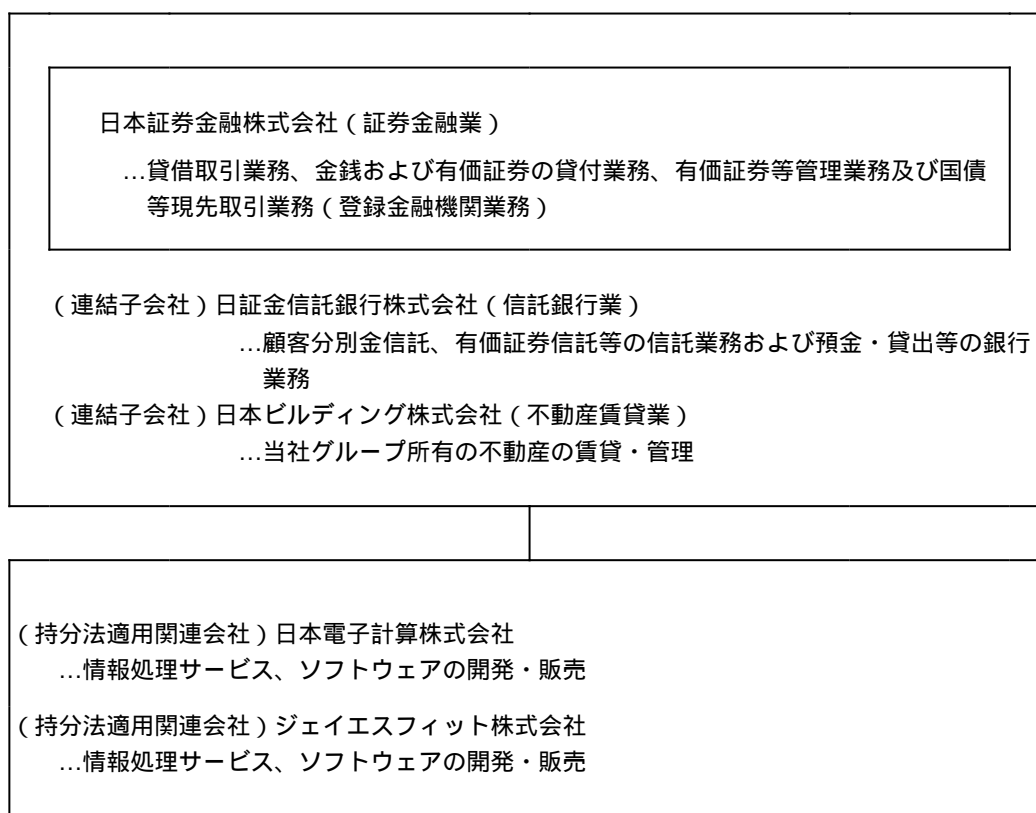 日本証券金融株式会社（証券金融業）
…貸借取引業務、金銭および有価証券の貸付業務、有価証券等管理業務及び国債
等現先取引業務（登録金融機関業務）
（連結子会社）日証金信託銀行株式会社（信託銀行業）
…顧客分別金信託、有価証券信託等の信託業務および預金・貸出等の銀行
業務
（連結子会社）日本ビルディング株式会社（不動産賃貸業）
…当社グループ所有の不動産の賃貸・管理
（持分法適用関連会社）日本電子計算株式会社
…情報処理サービス、ソフトウェアの開発・販売
（持分法適用関連会社）ジェイエスフィット株式会社
…情報処理サービス、ソフトウェアの開発・販売